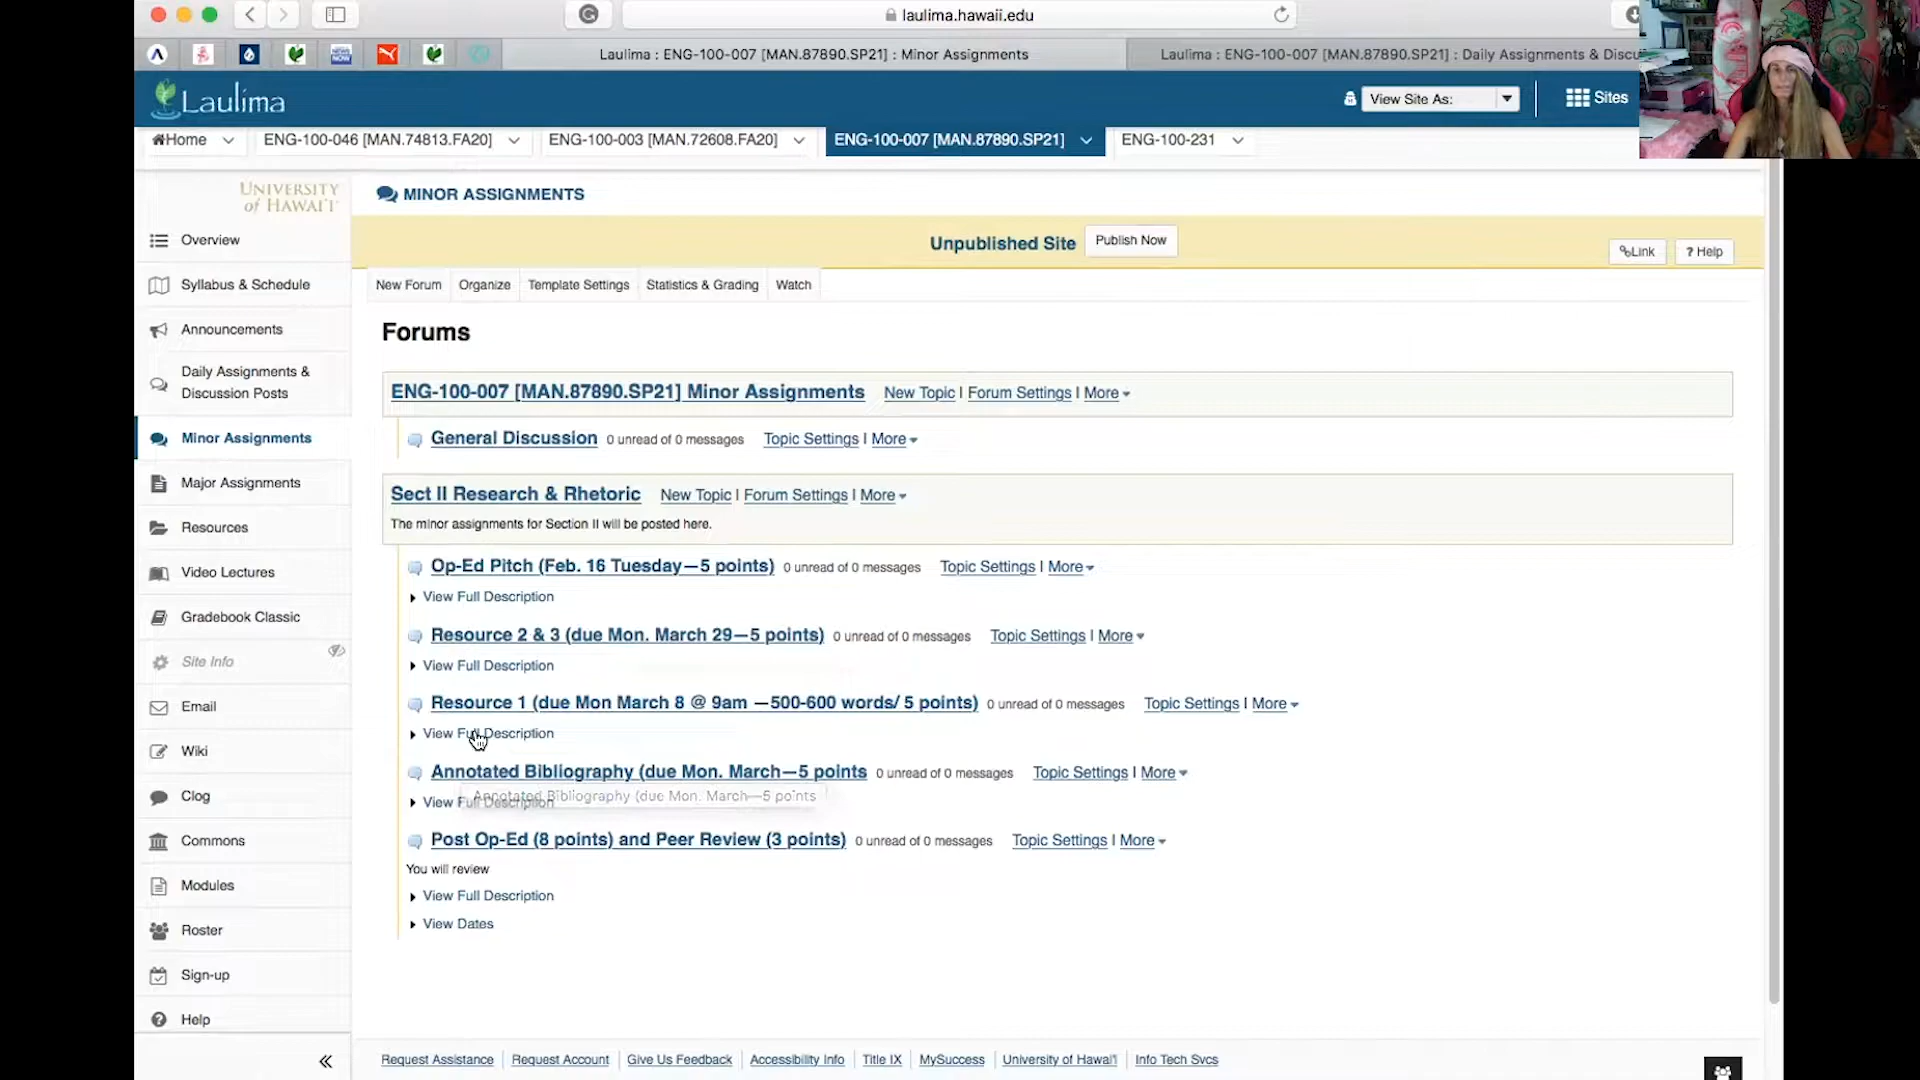 laulima.hawaii.edu
Laulima : ENG-100-007 [MAN.87890.SP21] : Minor Assignments
Laulima : ENG-100-007 [MAN.87890.SP21] : Daily Assignments & Discu
Laulima
View Site As:
Sites
Home
ENG-100-046 [MAN.74813.FA20]
ENG-100-003 [MAN.72608.FA20]
ENG-100-007 [MAN.87890.SP21]
ENG-100-231
UNIVERSITY
of HAWAI'I
Overview
Syllabus & Schedule
Announcements
Daily Assignments &
Discussion Posts
Minor Assignments
Major Assignments
Resources
Video Lectures
Gradebook Classic
Site Info
Email
Wiki
Clog
Commons
Modules
Roster
Sign-up
Help
MINOR ASSIGNMENTS
Unpublished Site
Publish Now
Link
? Help
New Forum
Organize
Template Settings
Statistics & Grading
Watch
Forums
ENG-100-007 [MAN.87890.SP21] Minor Assignments New Topic | Forum Settings | More
General Discussion 0 unread of 0 messages Topic Settings | More
Sect II Research & Rhetoric New Topic | Forum Settings | More
The minor assignments for Section II will be posted here.
Op-Ed Pitch (Feb. 16 Tuesday—5 points) 0 unread of 0 messages Topic Settings | More
View Full Description
Resource 2 & 3 (due Mon. March 29—5 points) 0 unread of 0 messages Topic Settings | More
View Full Description
Resource 1 (due Mon March 8 @ 9am —500-600 words/ 5 points) 0 unread of 0 messages Topic Settings | More
View Full Description
Annotated Bibliography (due Mon. March—5 points 0 unread of 0 messages Topic Settings | More
Annotated Bibliography (due Mon. March—5 points
View Full Description
Post Op-Ed (8 points) and Peer Review (3 points) 0 unread of 0 messages Topic Settings | More
You will review
View Full Description
View Dates
Request Assistance
Request Account
Give Us Feedback
Accessibility Info
Title IX
MySuccess
University of Hawai'i
Info Tech Svcs